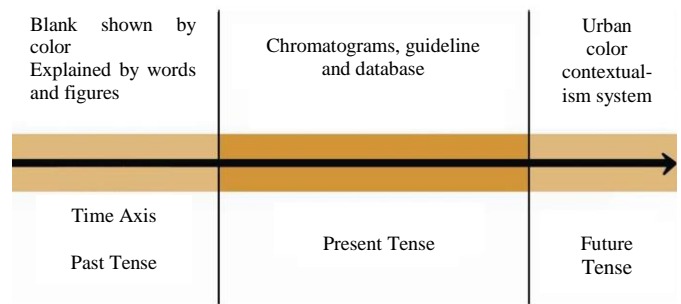 Blank shown by
color
Explained by words
and figures
Chromatograms, guideline
and database
Urban
color
contextual-
ism system
Time Axis
Past Tense
Present Tense
Future
Tense